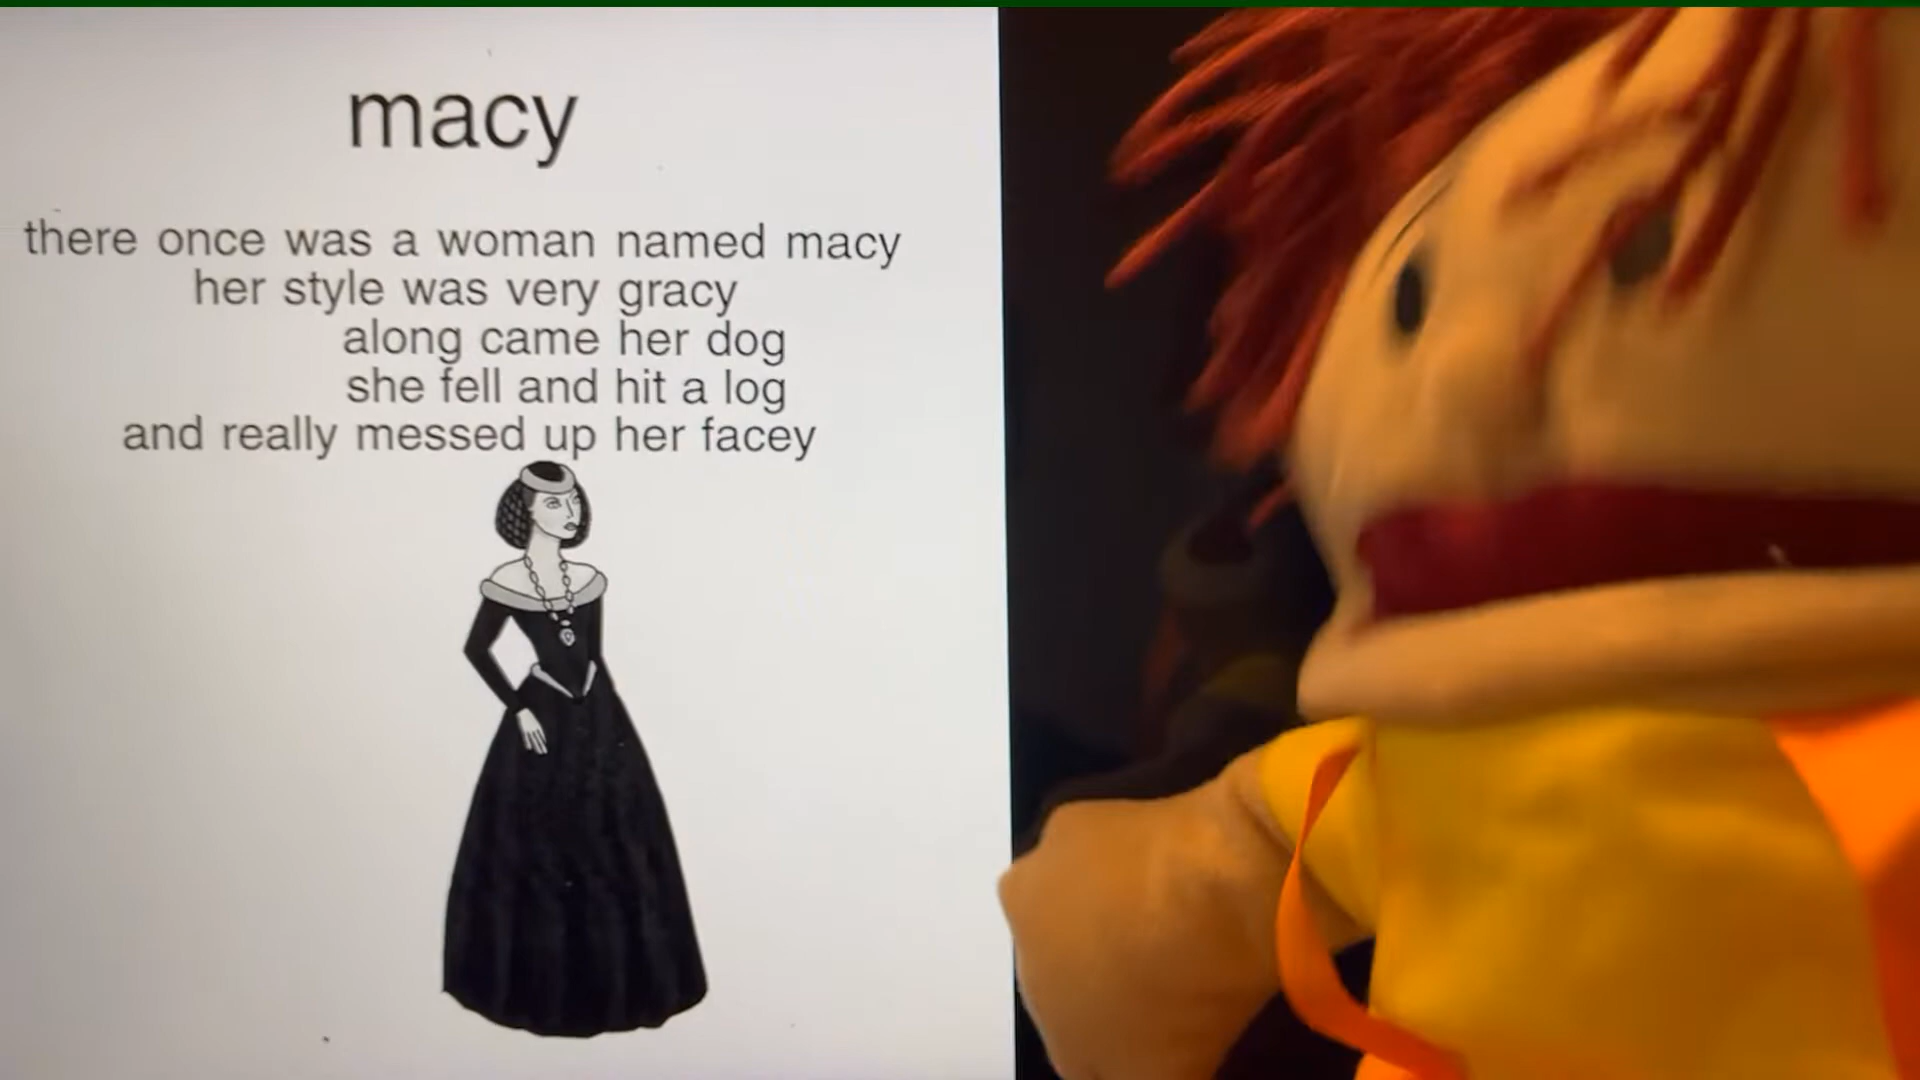 macy
there once was a woman named macy
her style was very gracy
along came her dog
she fell and hit a log
and really messed up her facey